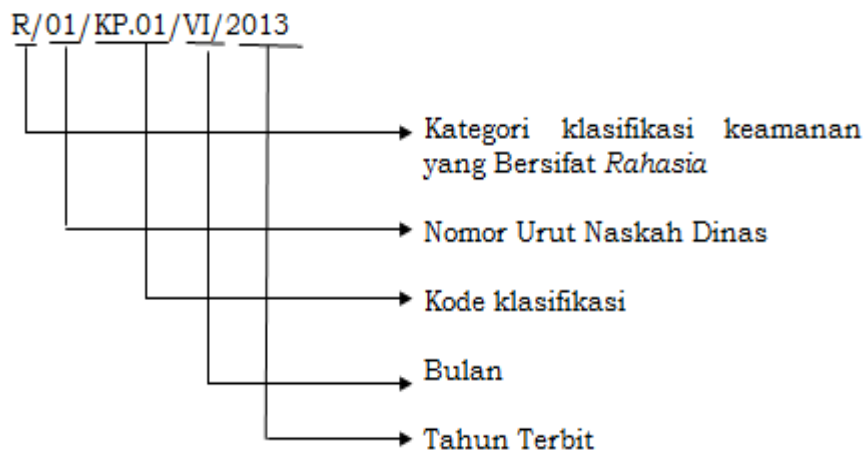 R/01/KP.01/VI/2013
Kategori klasifikasi keamanan
yang Bersifat Rahasia
Nomor Urut Naskah Dinas
Kode klasifikasi
Bulan
Tahun Terbit